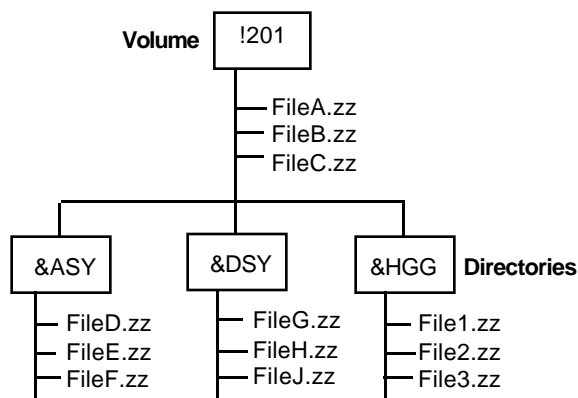 Volume !201
FileA.zz
FileB.zz
FileC.zz
&ASY &DSY &HGG Directories
FileD.zz FileG.zz File1.zz
FileE.zz FileH.zz File2.zz
FileF.zz FileJ.zz File3.zz